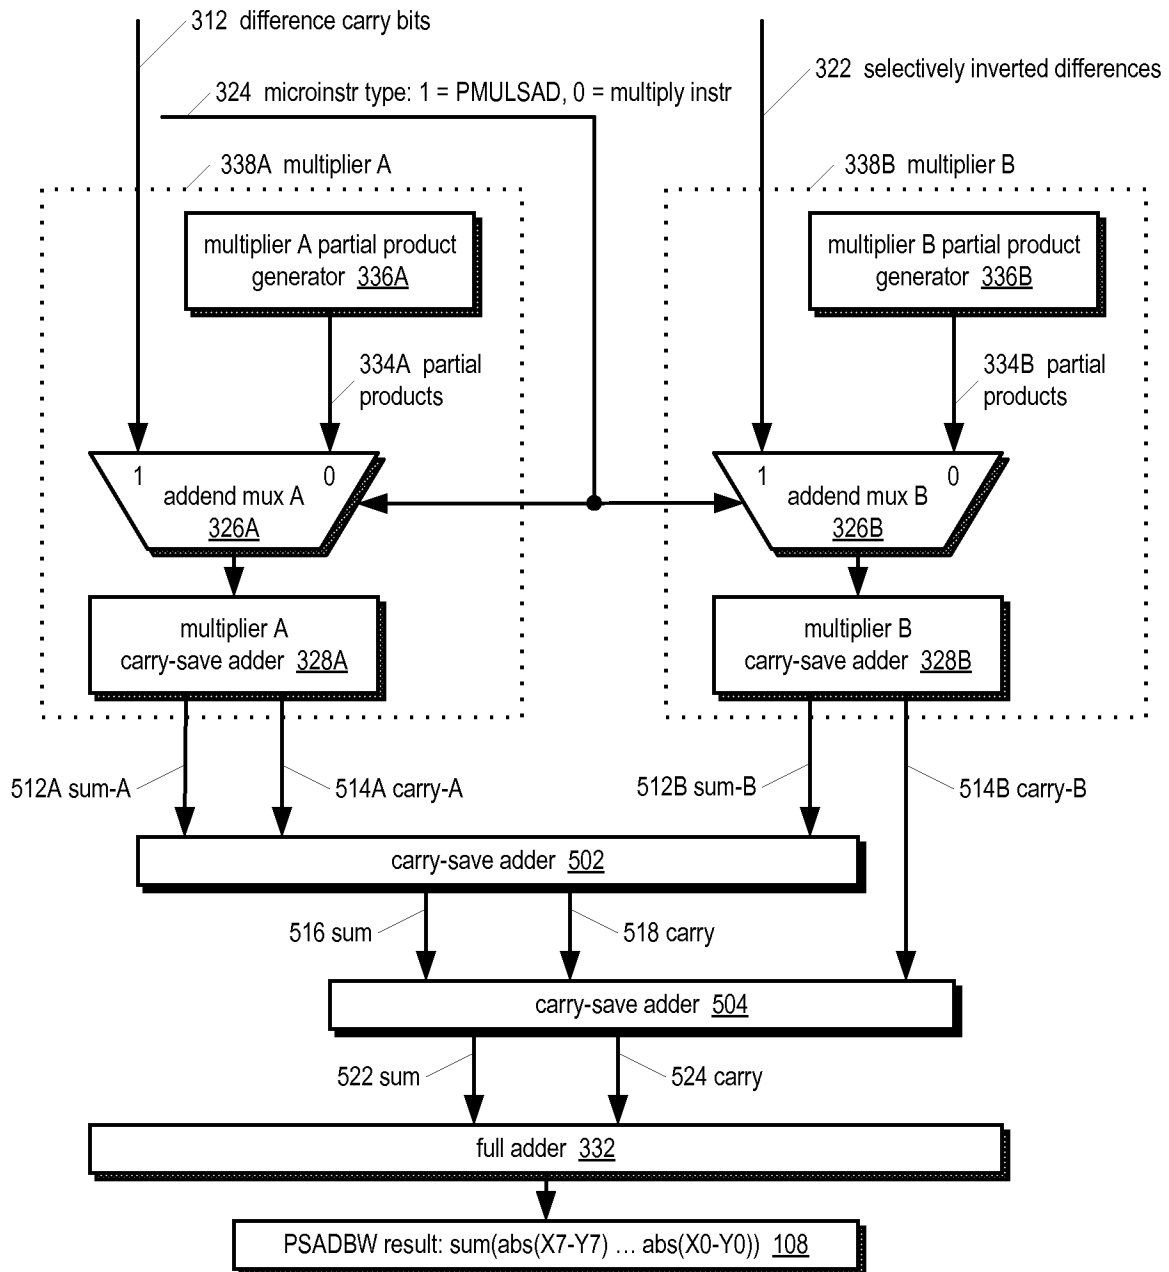 312 difference carry bits
322 selectively inverted differences
324 microinstr type: 1 = PMULSAD, 0 = multiply instr
338A multiplier A
338B multiplier B
multiplier A partial product
generator 336A
multiplier B partial product
generator 336B
334A partial
products
334B partial
products
1
0
addend mux A
326A
1
0
addend mux B
326B
multiplier A
carry-save adder 328A
multiplier B
carry-save adder 328B
512A sum-A
514A carry-A
512B sum-B
514B carry-B
carry-save adder 502
516 sum
518 carry
carry-save adder 504
522 sum
524 carry
full adder 332
PSADBW result: sum(abs(X7-Y7) … abs(X0-Y0)) 108